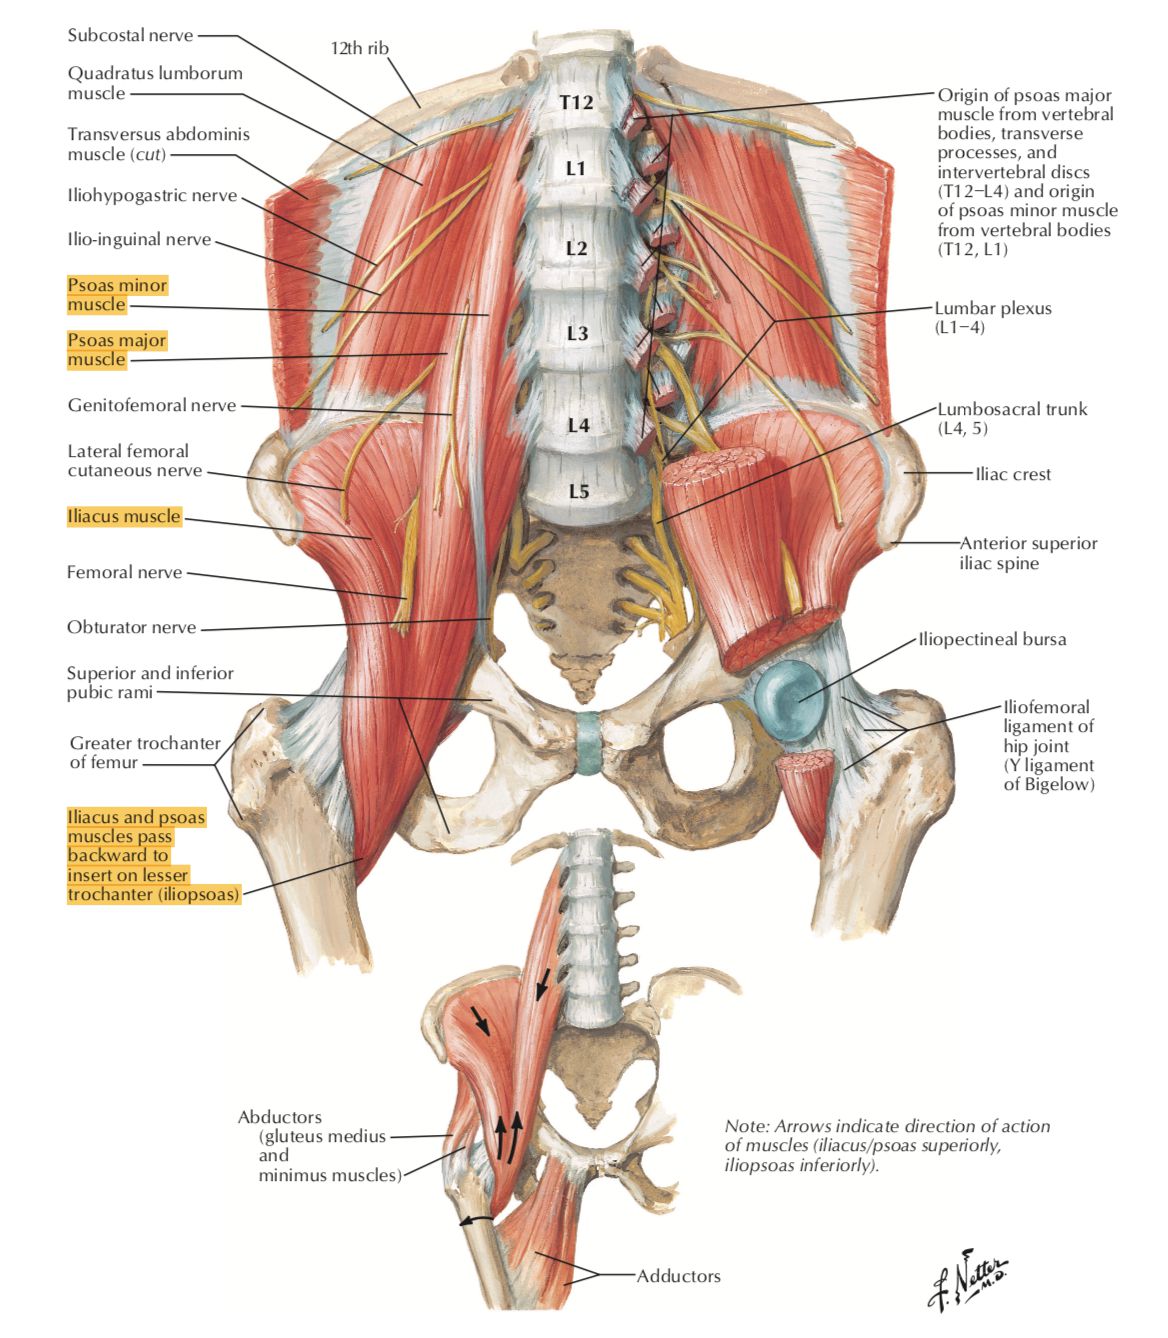 Subcostal nerve
12th rib
Quadratus lumborum
muscle
Transversus abdominis
muscle (cut)
Iliohypogastric nerve
Ilio-inguinal nerve
Psoas minor
muscle
Psoas major
muscle
Genitofemoral nerve
Lateral femoral
cutaneous nerve
Iliacus muscle
Femoral nerve
Obturator nerve
Superior and inferior
pubic rami
Greater trochanter
of femur
Iliacus and psoas
muscles pass
backward to
insert on lesser
trochanter (iliopsoas)
T12
L1
L2
L3
L4
L5
Origin of psoas major
muscle from vertebral
bodies, transverse
processes, and
intervertebral discs
(T12–L4) and origin
of psoas minor muscle
from vertebral bodies
(T12, L1)
Lumbar plexus
(L1–4)
Lumbosacral trunk
(L4, 5)
Iliac crest
Anterior superior
iliac spine
Iliopectineal bursa
Iliofemoral
ligament of
hip joint
(Y ligament
of Bigelow)
Abductors
(gluteus medius
and
minimus muscles)
Note: Arrows indicate direction of action
of muscles (iliacus/psoas superiorly,
iliopsoas inferiorly).
Adductors
F. Netter
M.D.